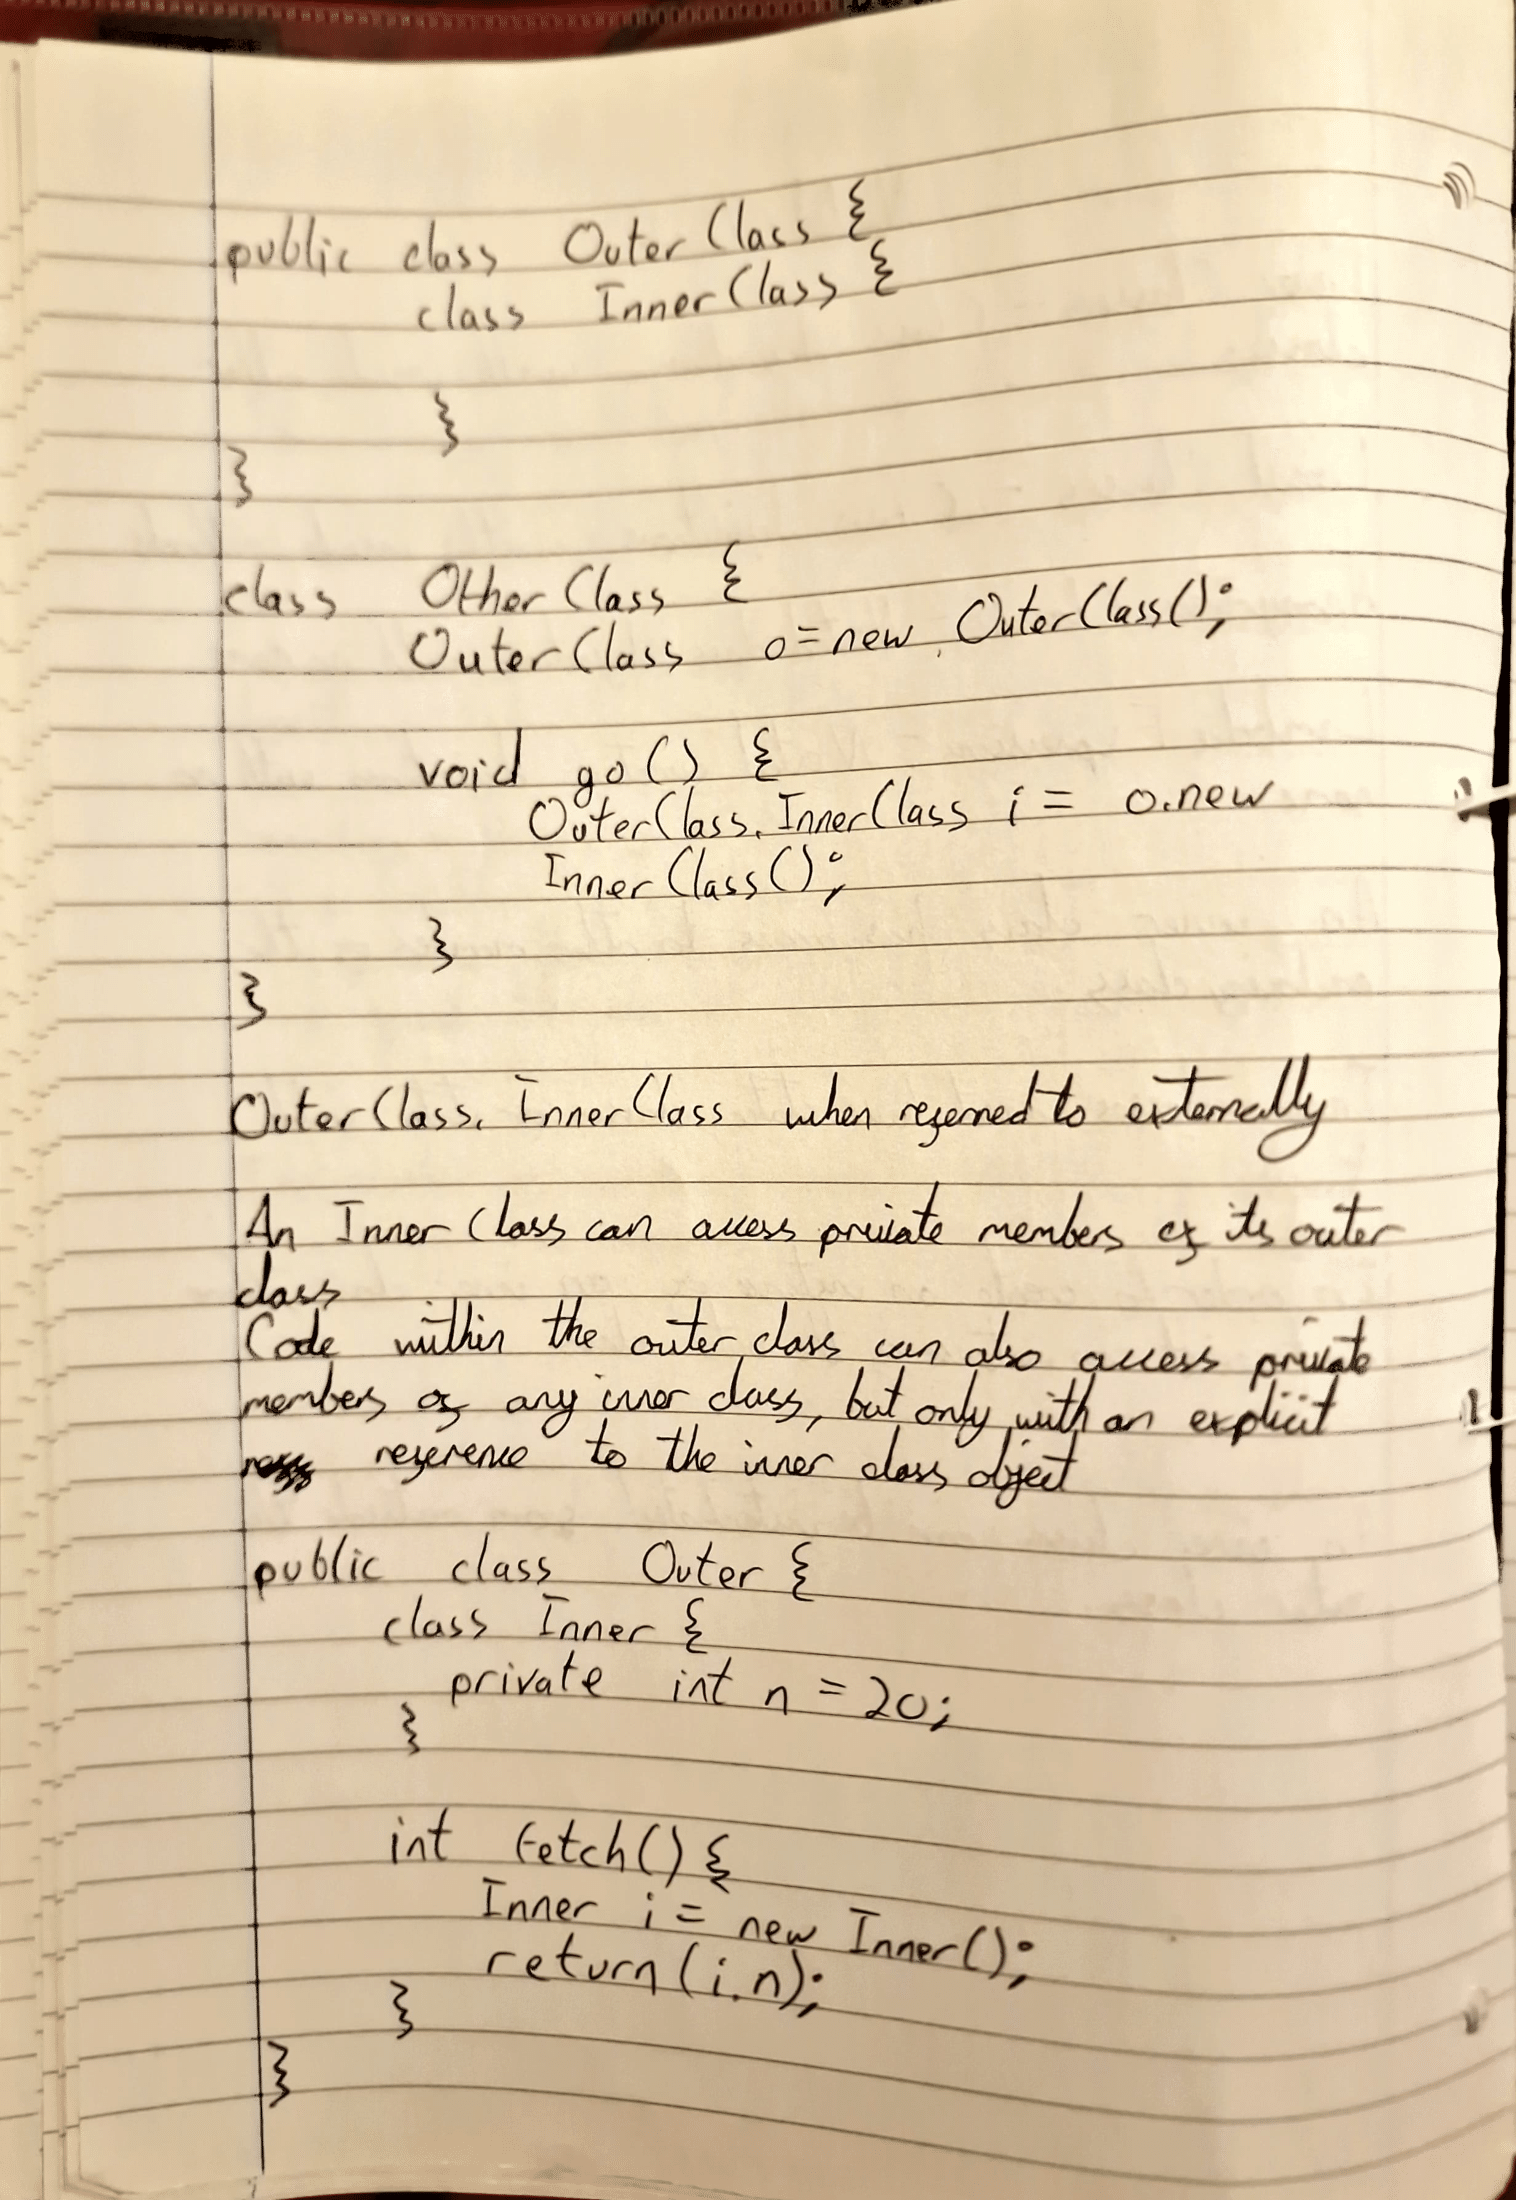 public class OuterClass {
class InnerClass {
}
}
class OtherClass {
OuterClass o=new OuterClass();
void go() {
OuterClass.InnerClass i = o.new
InnerClass();
}
}
OuterClass.InnerClass when referred to externally
An Inner Class can access private members of its outer
class
Code within the outer class can also access private
members of any inner class, but only with an explicit
reference to the inner class object
public class Outer {
class Inner {
private int n = 20;
}
int fetch() {
Inner i = new Inner();
return(i.n);
}
}